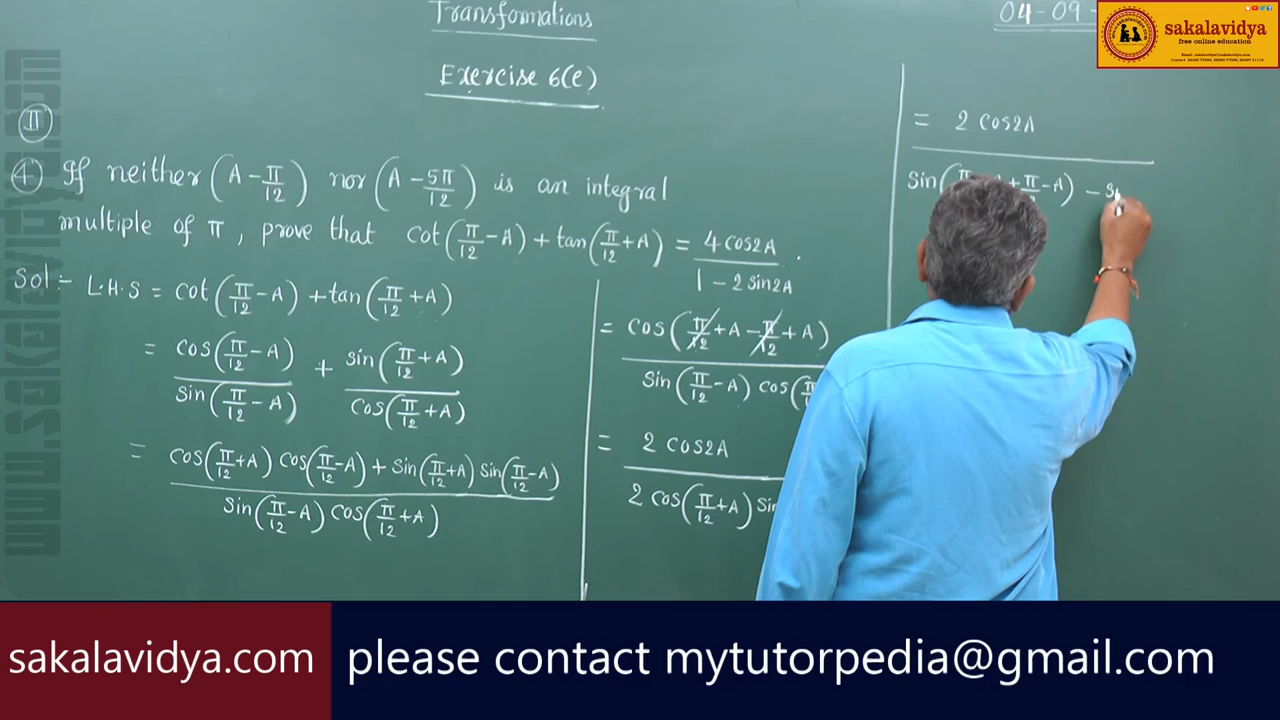 Transformations
04-09-
Exercise 6(e)
II
④ If neither (A - π/12) nor (A - 5π/12) is an integral
multiple of π, prove that cot(π/12 - A) + tan(π/12 + A) = 4 cos2A / 1 - 2 sin2A .
Sol:- L.H.S = cot(π/12 - A) + tan(π/12 + A)
= cos(π/12 - A) / sin(π/12 - A) + sin(π/12 + A) / cos(π/12 + A)
= cos(π/12 + A) cos(π/12 - A) + sin(π/12 + A) sin(π/12 - A) / sin(π/12 - A) cos(π/12 + A)
= cos(π/12 + A - π/12 + A) / sin(π/12 - A) cos(π
= 2 cos2A / 2 cos(π/12 + A) sin
= 2 cos2A
sin( π - A) - s
sakalavidya
free online education
www.sakalavidya.com
sakalavidya.com
please contact mytutorpedia@gmail.com